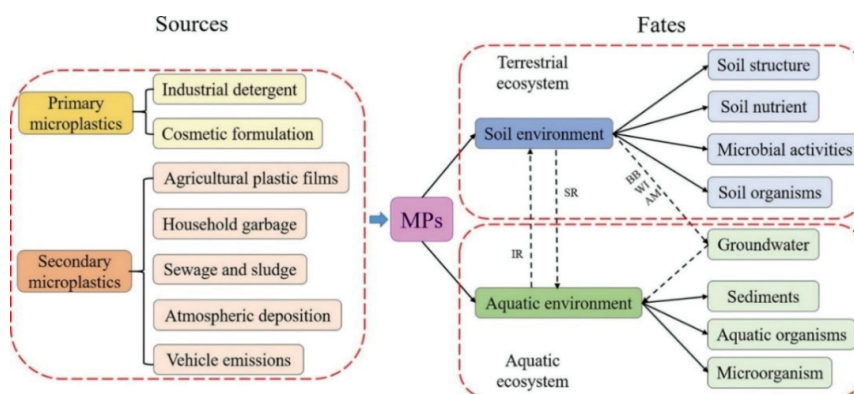 Sources
Primary
microplastics
Industrial detergent
Cosmetic formulation
Secondary
microplastics
Agricultural plastic films
Household garbage
Sewage and sludge
Atmospheric deposition
Vehicle emissions
MPs
Fates
Terrestrial
ecosystem
Soil environment
Soil structure
Soil nutrient
Microbial activities
Soil organisms
BB
WI
AM
SR
IR
Groundwater
Aquatic environment
Sediments
Aquatic organisms
Microorganism
Aquatic
ecosystem